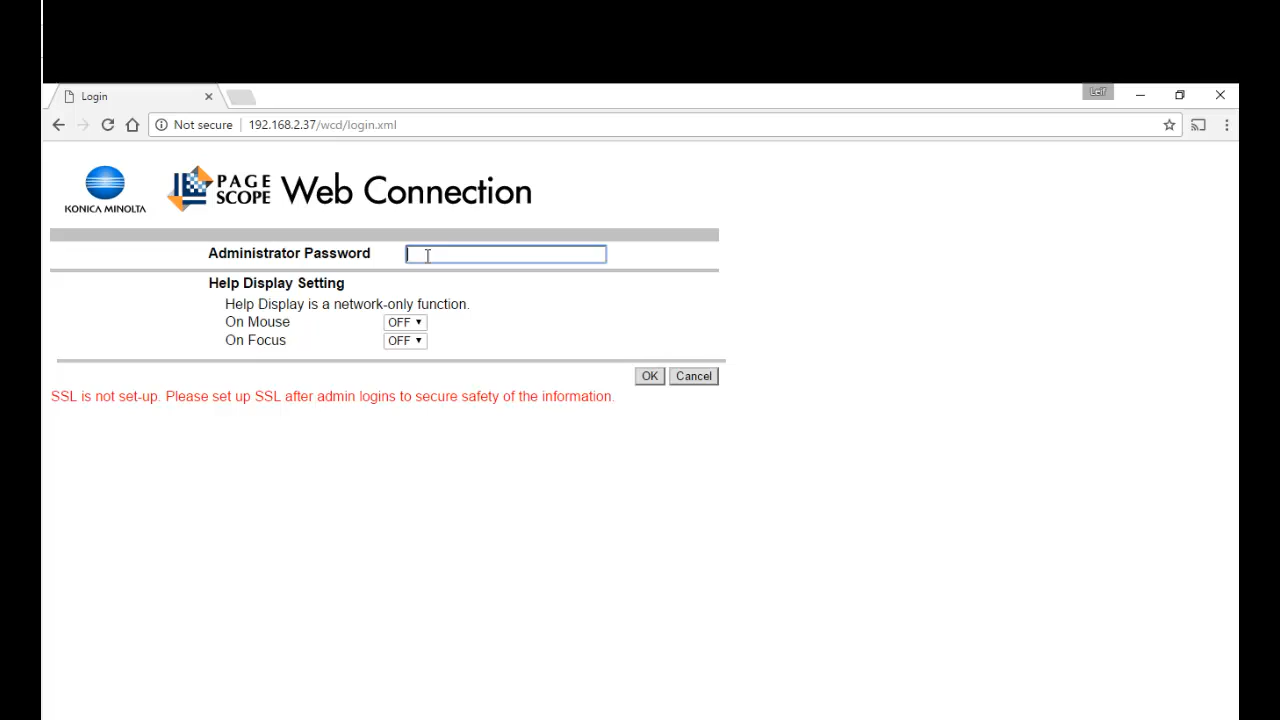 Login
Leif
Not secure | 192.168.2.37/wcd/login.xml
KONICA MINOLTA
PAGE SCOPE Web Connection
Administrator Password
Help Display Setting
Help Display is a network-only function.
On Mouse OFF
On Focus OFF
OK Cancel
SSL is not set-up. Please set up SSL after admin logins to secure safety of the information.